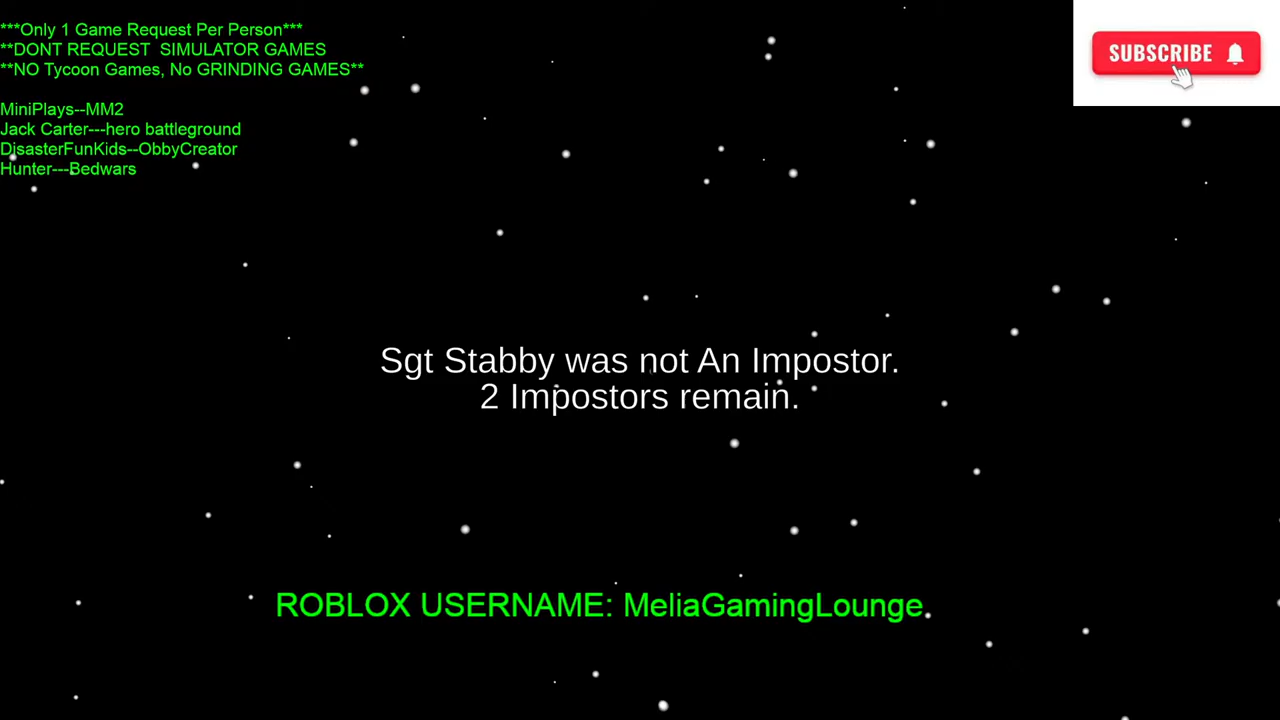 ***Only 1 Game Request Per Person***
**DONT REQUEST  SIMULATOR GAMES
**NO Tycoon Games, No GRINDING GAMES**
MiniPlays--MM2
Jack Carter---hero battleground
DisasterFunKids--ObbyCreator
Hunter---Bedwars
SUBSCRIBE
Sgt Stabby was not An Impostor.
2 Impostors remain.
ROBLOX USERNAME: MeliaGamingLounge